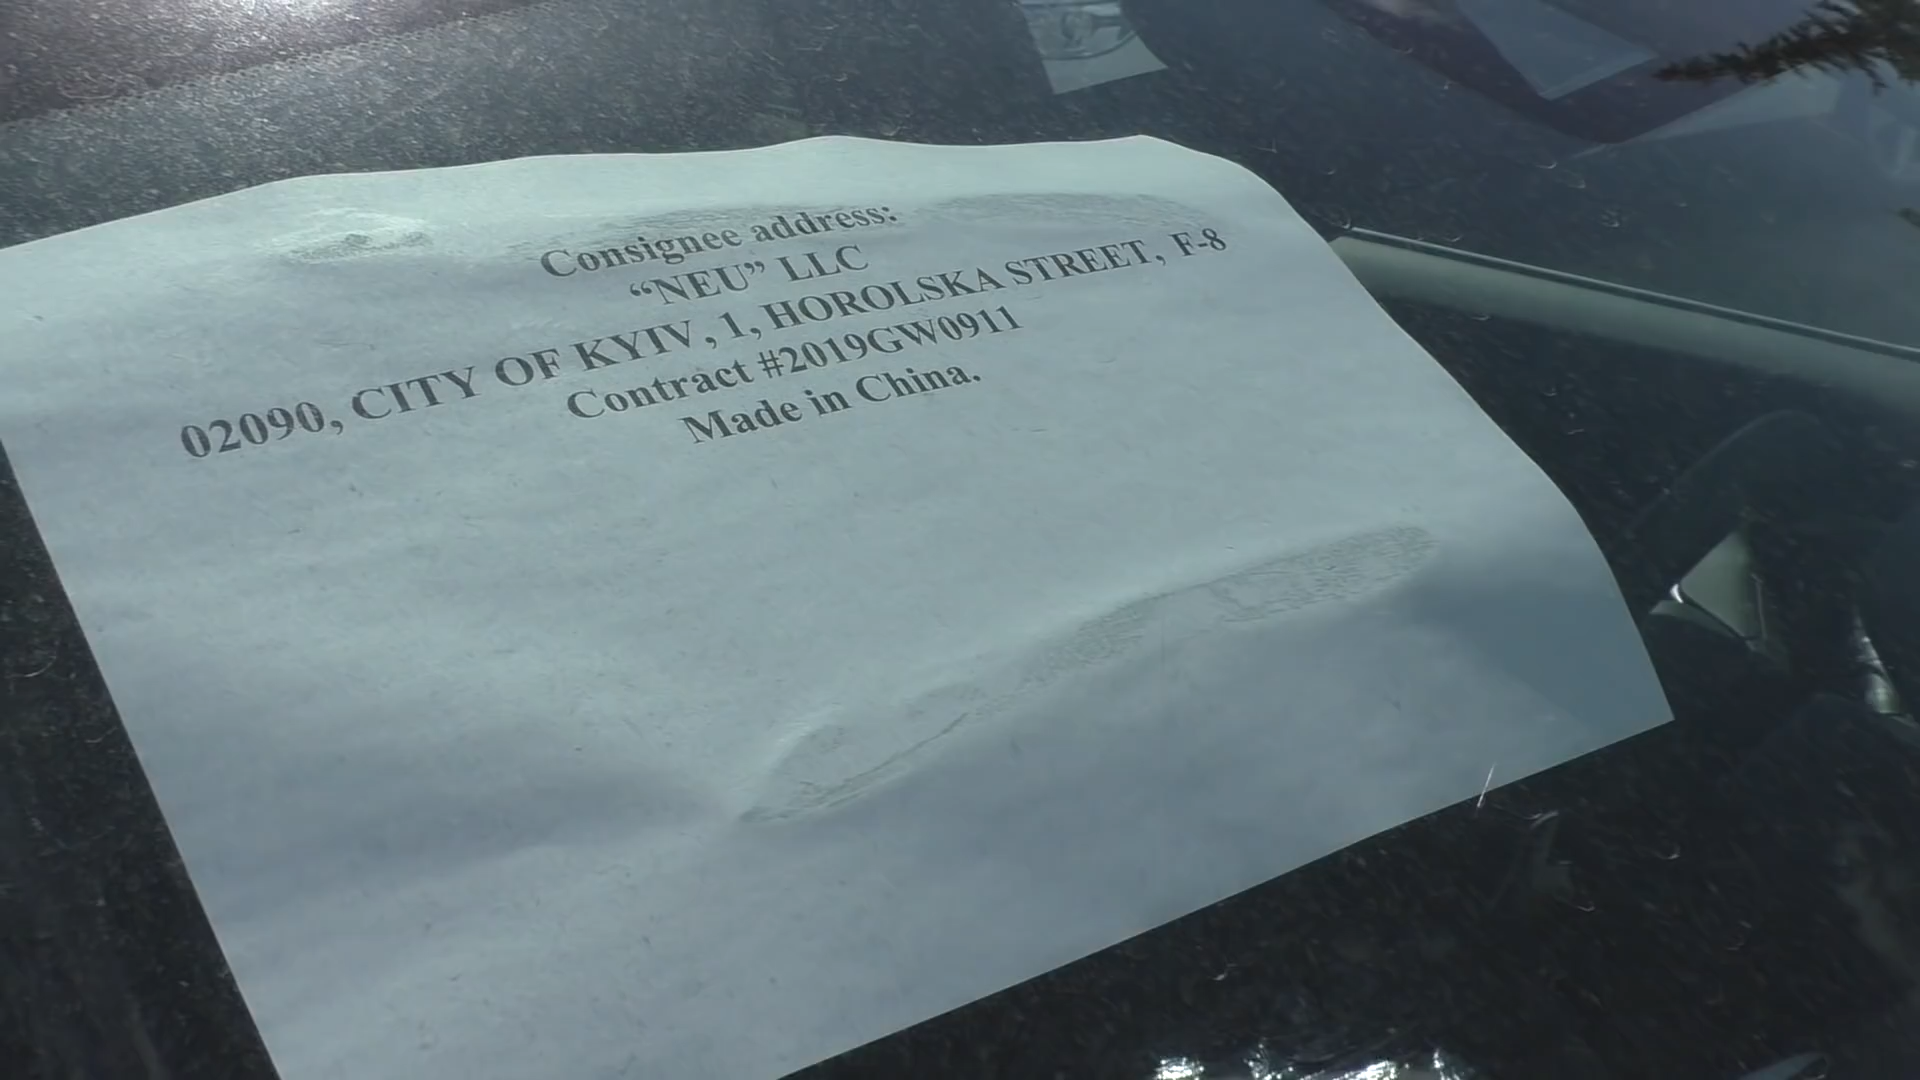 Consignee address:
“NEU” LLC
02090, CITY OF KYIV, 1, HOROLSKA STREET, F-8
Contract #2019GW0911
Made in China.